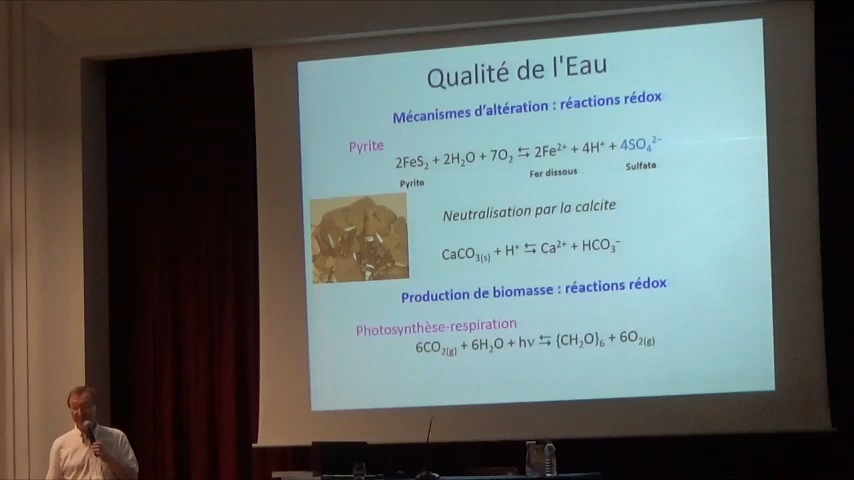 Qualité de l'Eau
Mécanismes d'altération : réactions rédox
Pyrite
2FeS₂ + 2H₂O + 7O₂ ⇆ 2Fe²⁺ + 4H⁺ + 4SO₄²⁻
Pyrite Fer dissous Sulfate
Neutralisation par la calcite
CaCO₃₍ₛ₎ + H⁺ ⇆ Ca²⁺ + HCO₃⁻
Production de biomasse : réactions rédox
Photosynthèse-respiration
6CO₂(g) + 6H₂O + hν ⇆ {CH₂O}₆ + 6O₂(g)